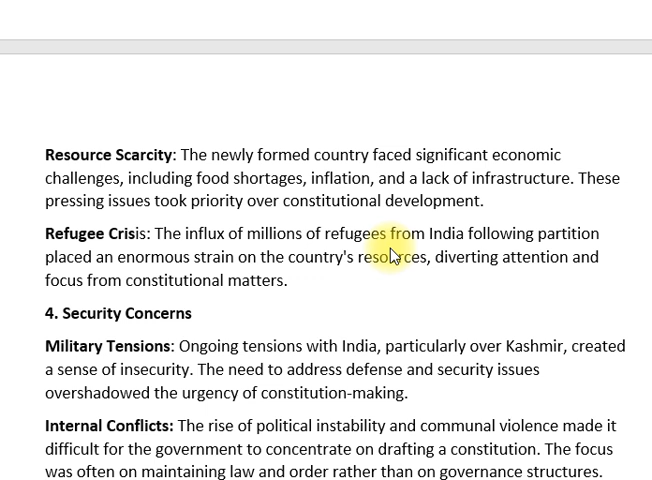 Resource Scarcity: The newly formed country faced significant economic
challenges, including food shortages, inflation, and a lack of infrastructure. These
pressing issues took priority over constitutional development.
Refugee Crisis: The influx of millions of refugees from India following partition
placed an enormous strain on the country's resources, diverting attention and
focus from constitutional matters.
4. Security Concerns
Military Tensions: Ongoing tensions with India, particularly over Kashmir, created
a sense of insecurity. The need to address defense and security issues
overshadowed the urgency of constitution-making.
Internal Conflicts: The rise of political instability and communal violence made it
difficult for the government to concentrate on drafting a constitution. The focus
was often on maintaining law and order rather than on governance structures.